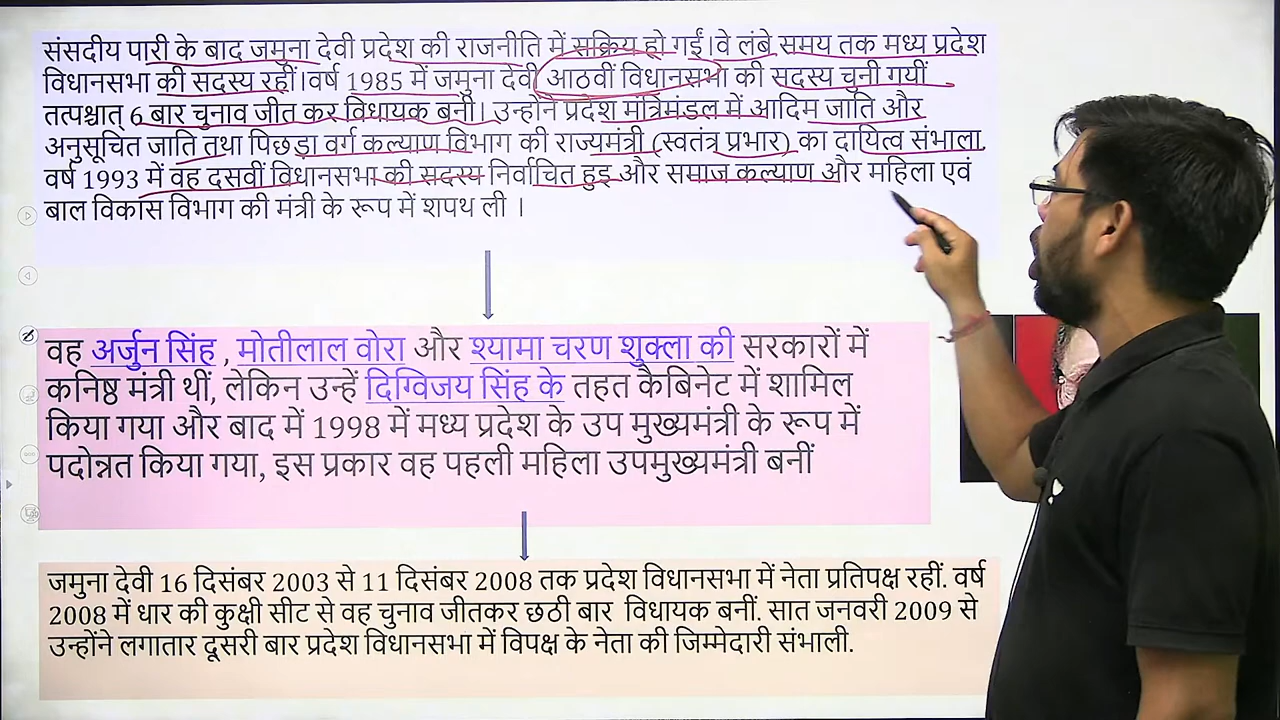 संसदीय पारी के बाद जमुना देवी प्रदेश की राजनीति में सक्रिय हो गईं।वे लंबे समय तक मध्य प्रदेश
विधानसभा की सदस्य रहीं।वर्ष 1985 में जमुना देवी आठवीं विधानसभा की सदस्य चुनी गयीं
तत्पश्चात् 6 बार चुनाव जीत कर विधायक बनी। उन्होंने प्रदेश मंत्रिमंडल में आदिम जाति और
अनुसूचित जाति तथा पिछड़ा वर्ग कल्याण विभाग की राज्यमंत्री (स्वतंत्र प्रभार) का दायित्व संभाला.
वर्ष 1993 में वह दसवीं विधानसभा की सदस्य निर्वाचित हुइ और समाज कल्याण और महिला एवं
बाल विकास विभाग की मंत्री के रूप में शपथ ली ।
वह अर्जुन सिंह , मोतीलाल वोरा और श्यामा चरण शुक्ला की सरकारों में
कनिष्ठ मंत्री थीं, लेकिन उन्हें दिग्विजय सिंह के तहत कैबिनेट में शामिल
किया गया और बाद में 1998 में मध्य प्रदेश के उप मुख्यमंत्री के रूप में
पदोन्नत किया गया, इस प्रकार वह पहली महिला उपमुख्यमंत्री बनीं
जमुना देवी 16 दिसंबर 2003 से 11 दिसंबर 2008 तक प्रदेश विधानसभा में नेता प्रतिपक्ष रहीं. वर्ष
2008 में धार की कुक्षी सीट से वह चुनाव जीतकर छठी बार विधायक बनीं. सात जनवरी 2009 से
उन्होंने लगातार दूसरी बार प्रदेश विधानसभा में विपक्ष के नेता की जिम्मेदारी संभाली.